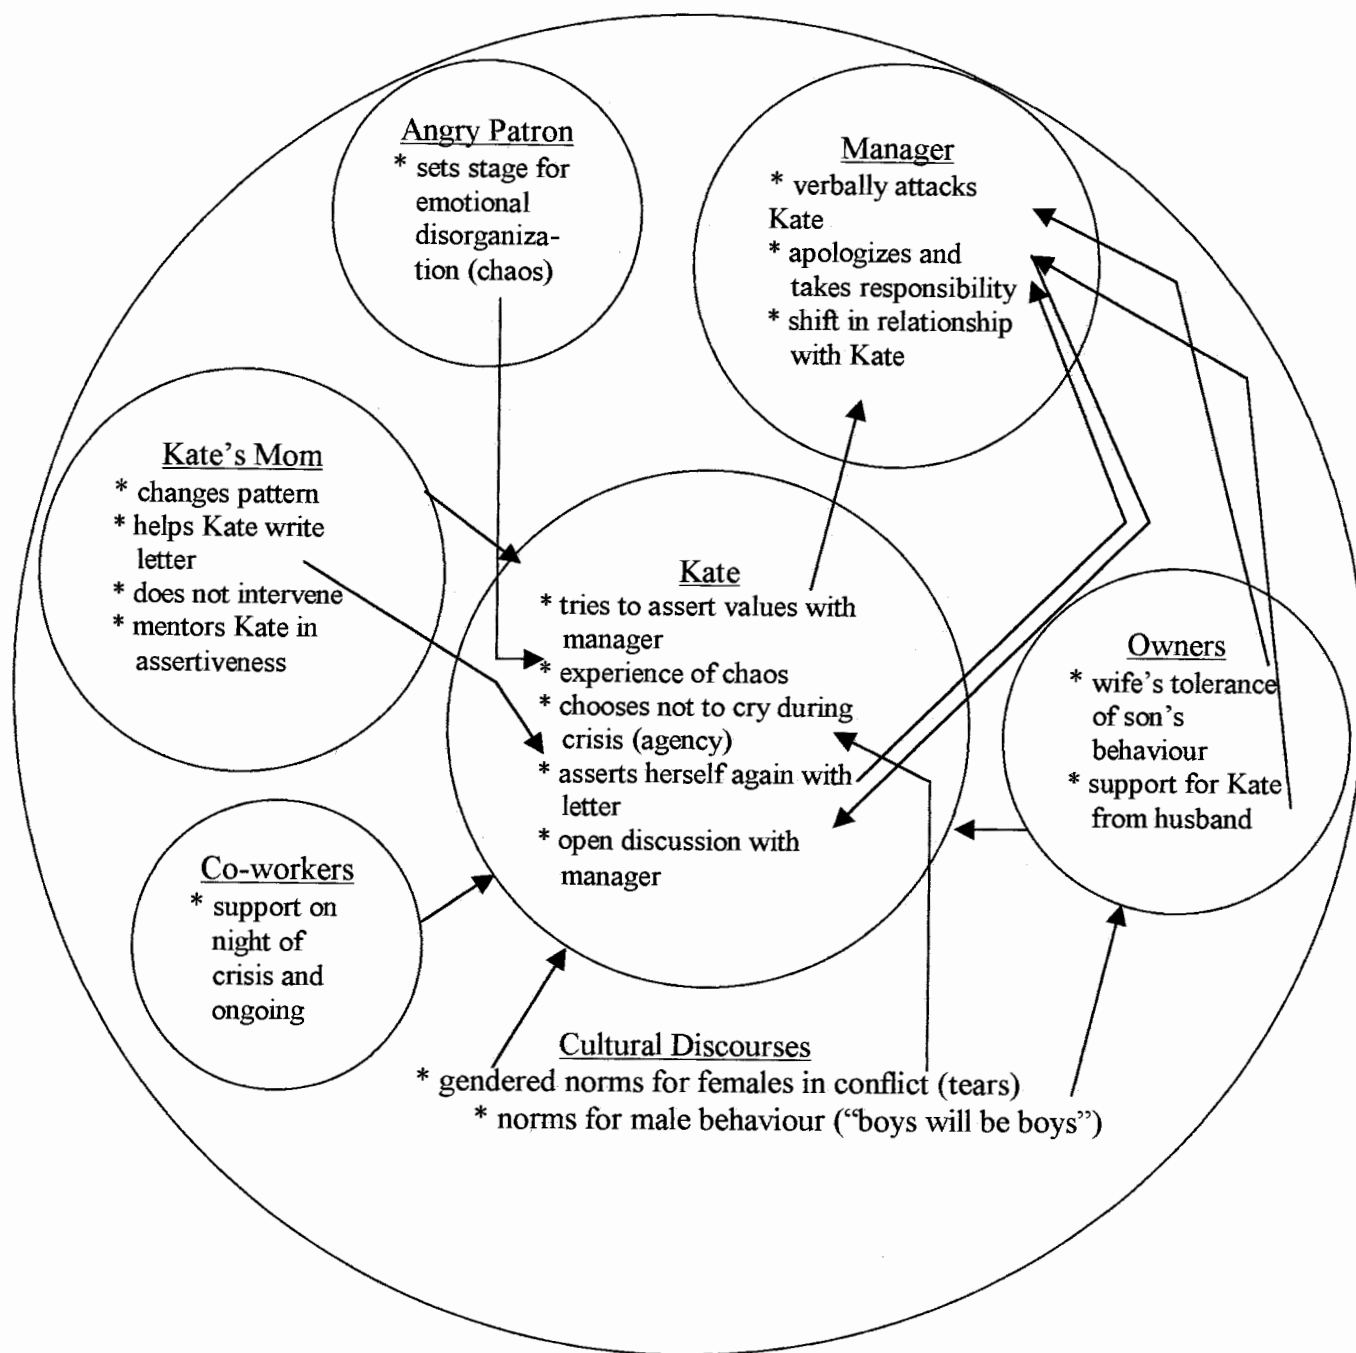 Angry Patron
* sets stage for
emotional
disorganiza-
tion (chaos)
Manager
* verbally attacks
Kate
* apologizes and
takes responsibility
* shift in relationship
with Kate
Kate's Mom
* changes pattern
* helps Kate write
letter
* does not intervene
* mentors Kate in
assertiveness
Kate
* tries to assert values with
manager
* experience of chaos
* chooses not to cry during
crisis (agency)
* asserts herself again with
letter
* open discussion with
manager
Owners
* wife's tolerance
of son's
behaviour
* support for Kate
from husband
Co-workers
* support on
night of
crisis and
ongoing
Cultural Discourses
* gendered norms for females in conflict (tears)
* norms for male behaviour ("boys will be boys")